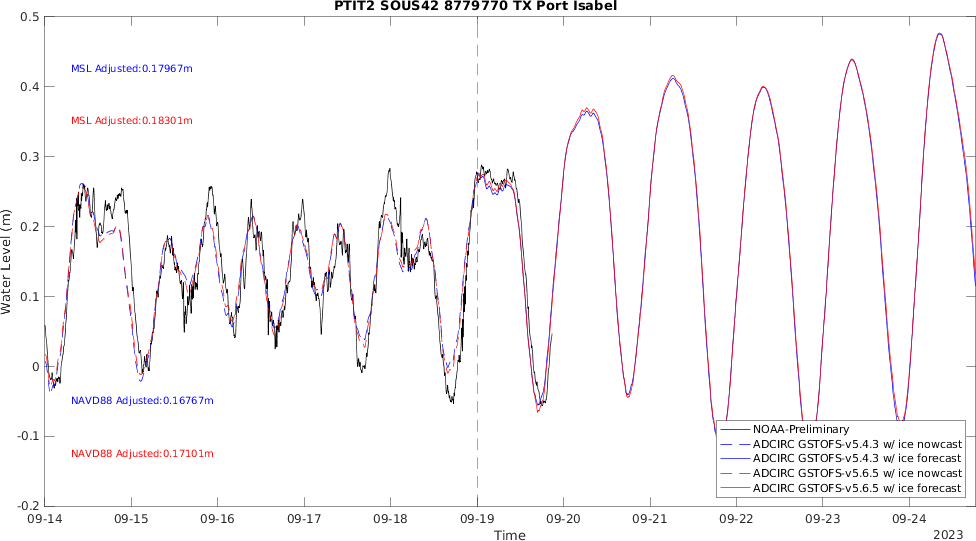 PTIT2 SOUS42 8779770 TX Port Isabel
0.5
0.4
0.3
0.2
0.1
0
-0.1
-0.2
Water Level (m)
MSL Adjusted:0.17967m
MSL Adjusted:0.18301m
NAVD88 Adjusted:0.16767m
NAVD88 Adjusted:0.17101m
NOAA-Preliminary
ADCIRC GSTOFS-v5.4.3 w/ ice nowcast
ADCIRC GSTOFS-v5.4.3 w/ ice forecast
ADCIRC GSTOFS-v5.6.5 w/ ice nowcast
ADCIRC GSTOFS-v5.6.5 w/ ice forecast
09-14 09-15 09-16 09-17 09-18 09-19 09-20 09-21 09-22 09-23 09-24
Time
2023